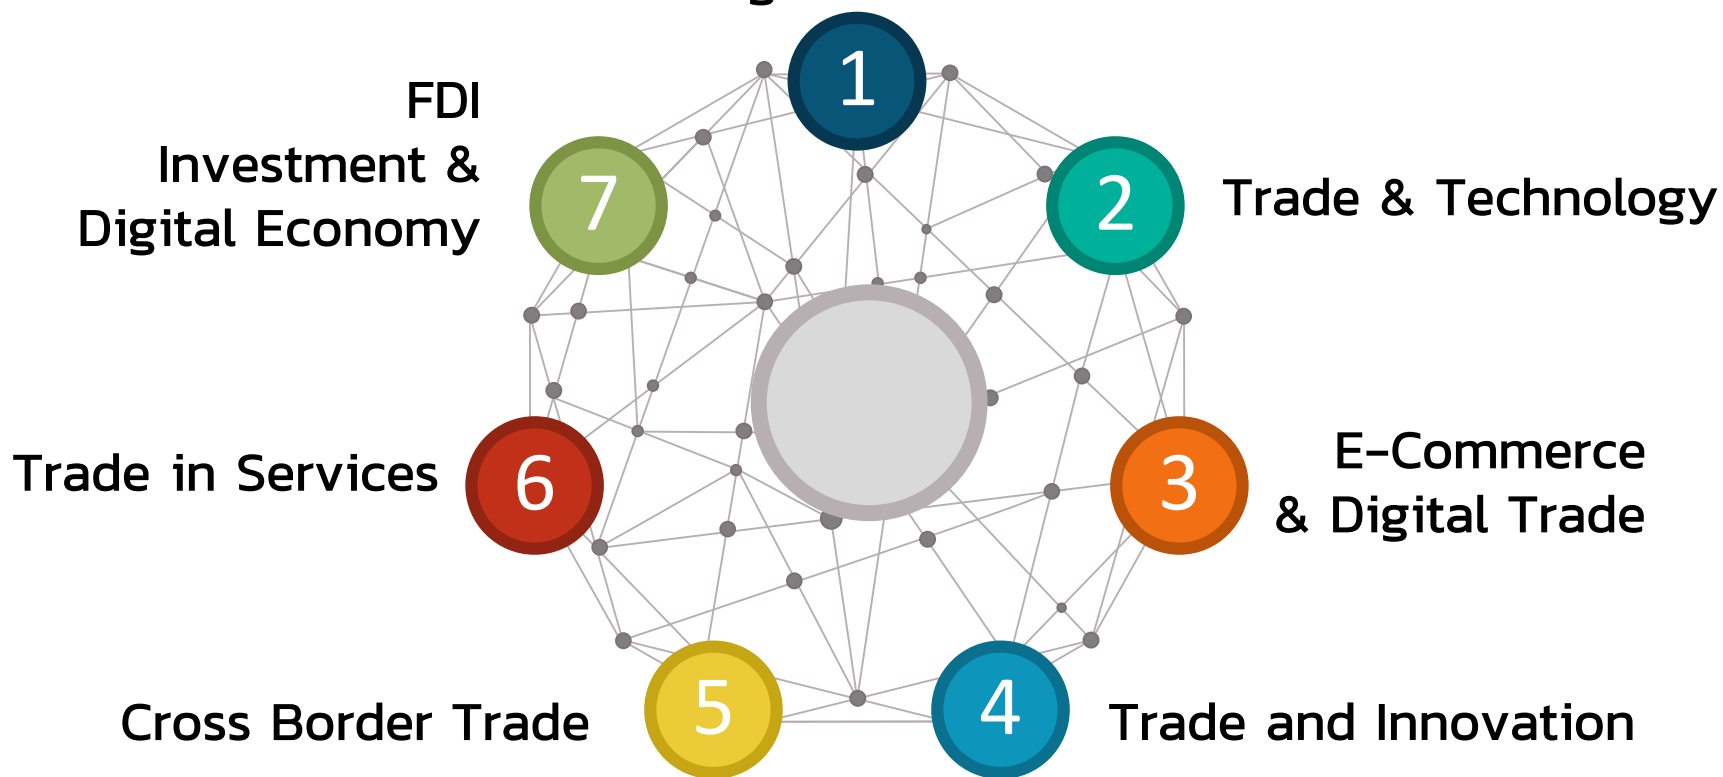 1
FDI
Investment &
Digital Economy
7
2
Trade & Technology
Trade in Services
6
3
E-Commerce
& Digital Trade
Cross Border Trade
5
4
Trade and Innovation